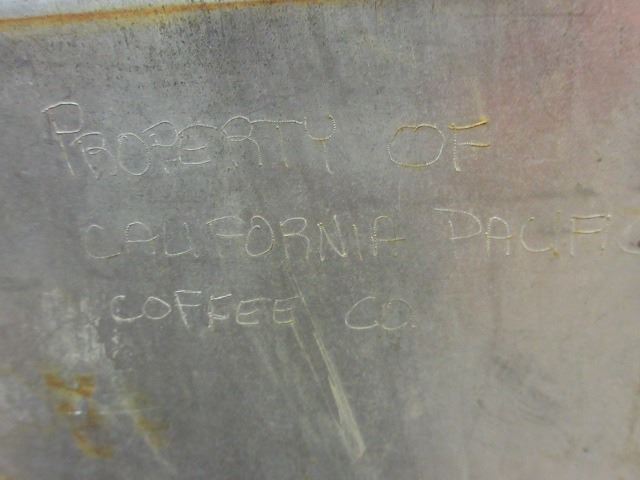 PROPERTY OF
CALIFORNIA PACIFIC
COFFEE CO.